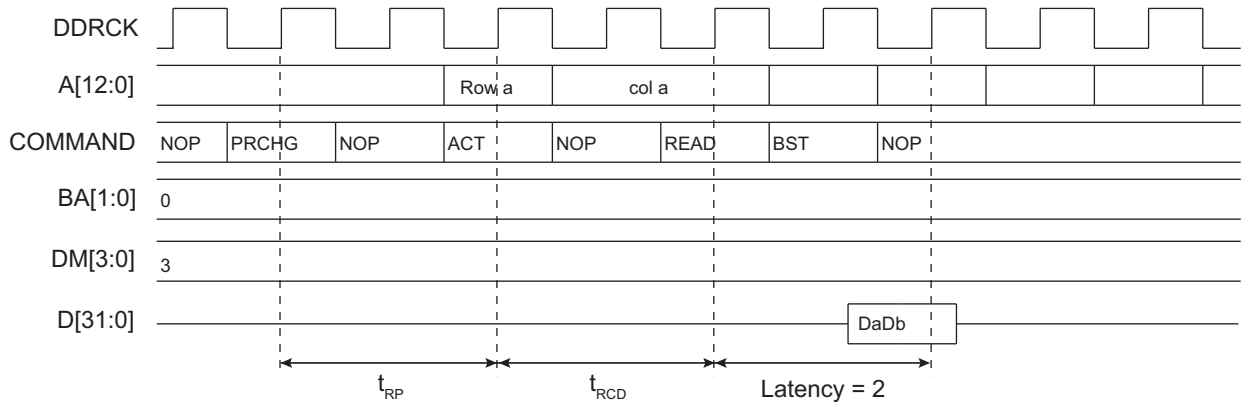 DDRCK
A[12:0] Row a col a
COMMAND NOP PRCHG NOP ACT NOP READ BST NOP
BA[1:0] 0
DM[3:0] 3
D[31:0] DaDb
tRP tRCD Latency = 2